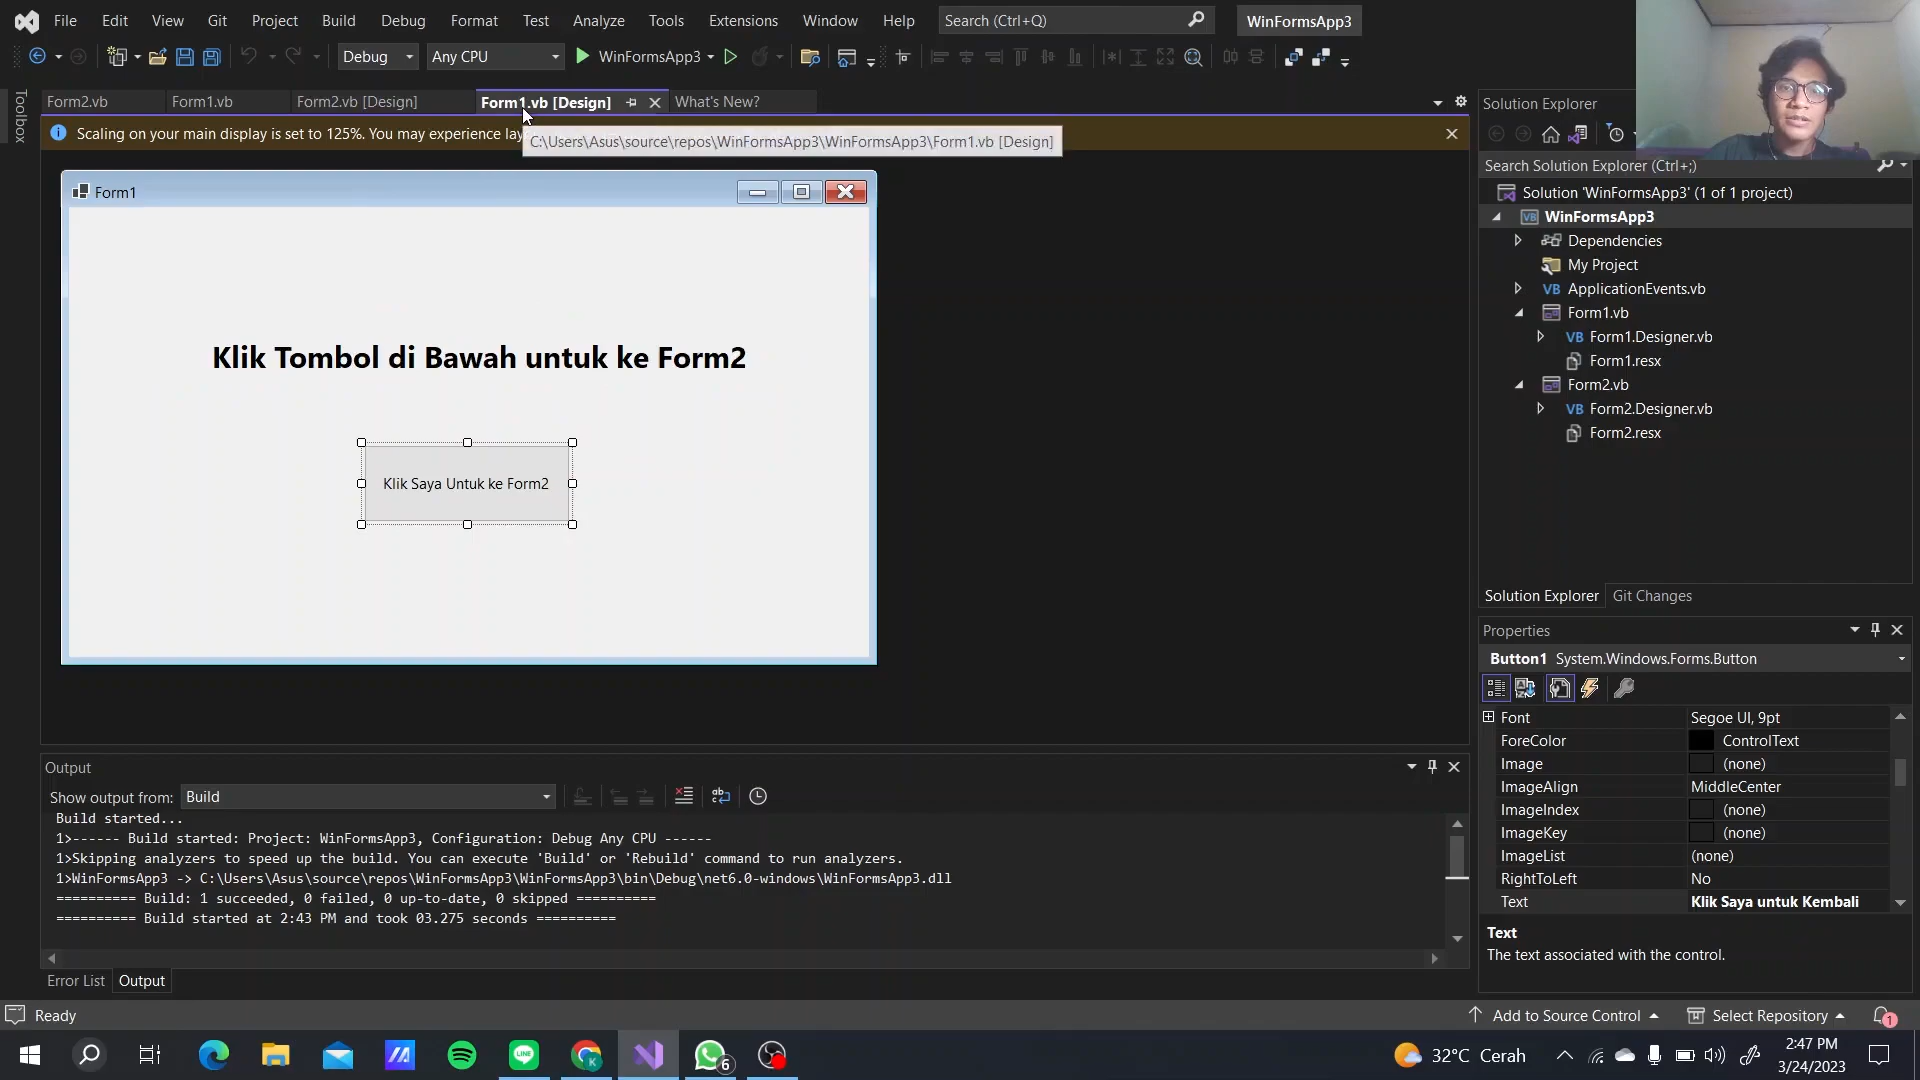 File Edit View Git Project Build Debug Format Test Analyze Tools Extensions Window Help Search (Ctrl+Q) WinFormsApp3
Debug Any CPU WinFormsApp3
Toolbox
Form2.vb Form1.vb Form2.vb [Design] Form1.vb [Design] What's New?
Scaling on your main display is set to 125%. You may experience lay
C:\Users\Asus\source\repos\WinFormsApp3\WinFormsApp3\Form1.vb [Design]
Form1
Klik Tombol di Bawah untuk ke Form2
Klik Saya Untuk ke Form2
Solution Explorer
Search Solution Explorer (Ctrl+;)
Solution 'WinFormsApp3' (1 of 1 project)
VB WinFormsApp3
Dependencies
My Project
VB ApplicationEvents.vb
Form1.vb
VB Form1.Designer.vb
Form1.resx
Form2.vb
VB Form2.Designer.vb
Form2.resx
Solution Explorer Git Changes
Properties
Button1 System.Windows.Forms.Button
Font Segoe UI, 9pt
ForeColor ControlText
Image (none)
ImageAlign MiddleCenter
ImageIndex (none)
ImageKey (none)
ImageList (none)
RightToLeft No
Text Klik Saya untuk Kembali
Text
The text associated with the control.
Output
Show output from: Build
Build started...
1>------ Build started: Project: WinFormsApp3, Configuration: Debug Any CPU ------
1>Skipping analyzers to speed up the build. You can execute 'Build' or 'Rebuild' command to run analyzers.
1>WinFormsApp3 -> C:\Users\Asus\source\repos\WinFormsApp3\WinFormsApp3\bin\Debug\net6.0-windows\WinFormsApp3.dll
========== Build: 1 succeeded, 0 failed, 0 up-to-date, 0 skipped ==========
========== Build started at 2:43 PM and took 03.275 seconds ==========
Error List Output
Ready Add to Source Control Select Repository 1
6 32°C Cerah 2:47 PM
3/24/2023